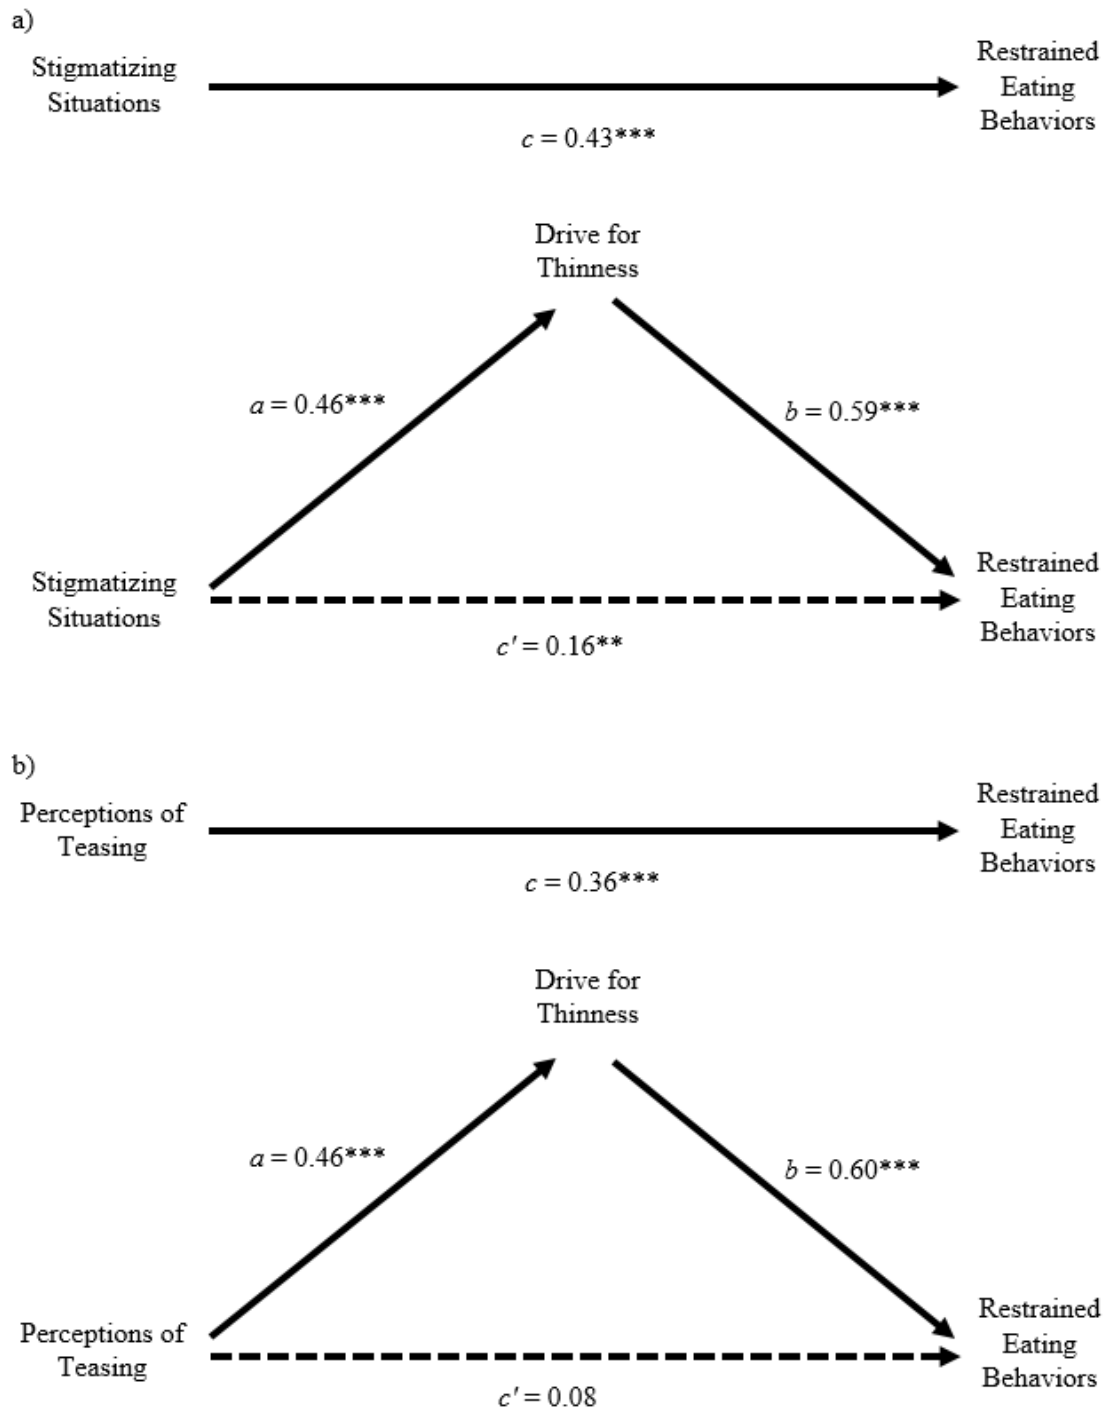 a)
Stigmatizing
Situations
Restrained
Eating
Behaviors
c = 0.43***
Drive for
Thinness
a = 0.46***
b = 0.59***
Stigmatizing
Situations
Restrained
Eating
Behaviors
c' = 0.16**
b)
Perceptions of
Teasing
Restrained
Eating
Behaviors
c = 0.36***
Drive for
Thinness
a = 0.46***
b = 0.60***
Perceptions of
Teasing
Restrained
Eating
Behaviors
c' = 0.08